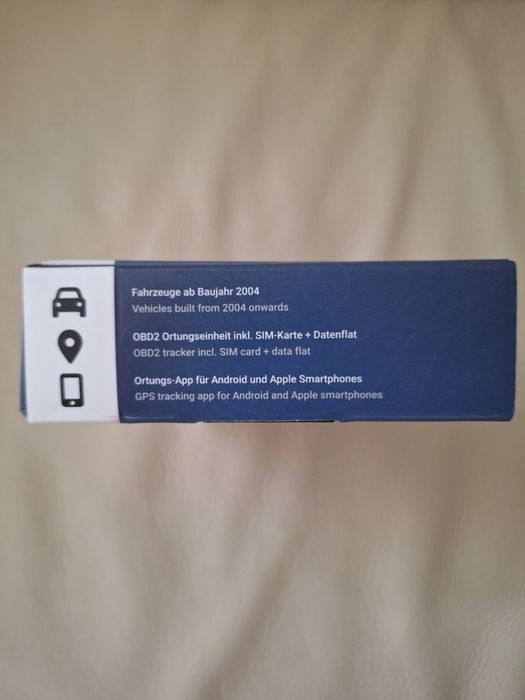 Fahrzeuge ab Baujahr 2004
Vehicles built from 2004 onwards
OBD2 Ortungseinheit inkl. SIM-Karte + Datenflat
OBD2 tracker incl. SIM card + data flat
Ortungs-App für Android und Apple Smartphones
GPS tracking app for Android and Apple smartphones